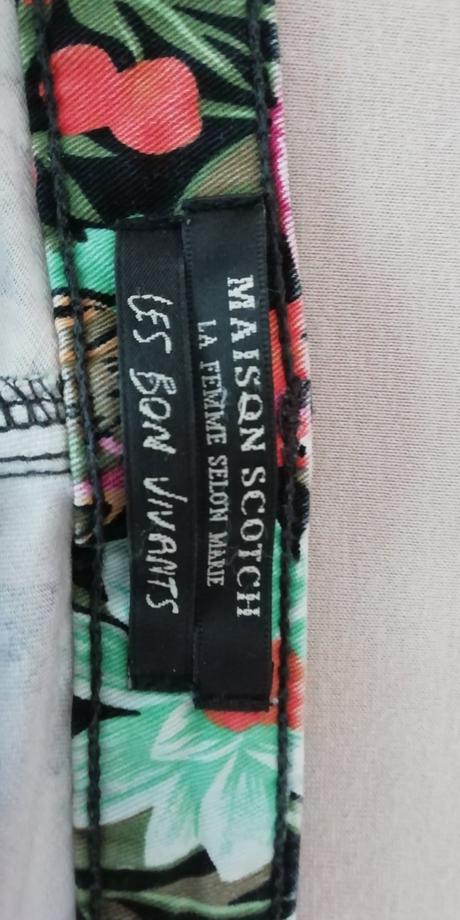 MAISON SCOTCH
LA FEMME SELON MARIE
LES BON VIVANTS